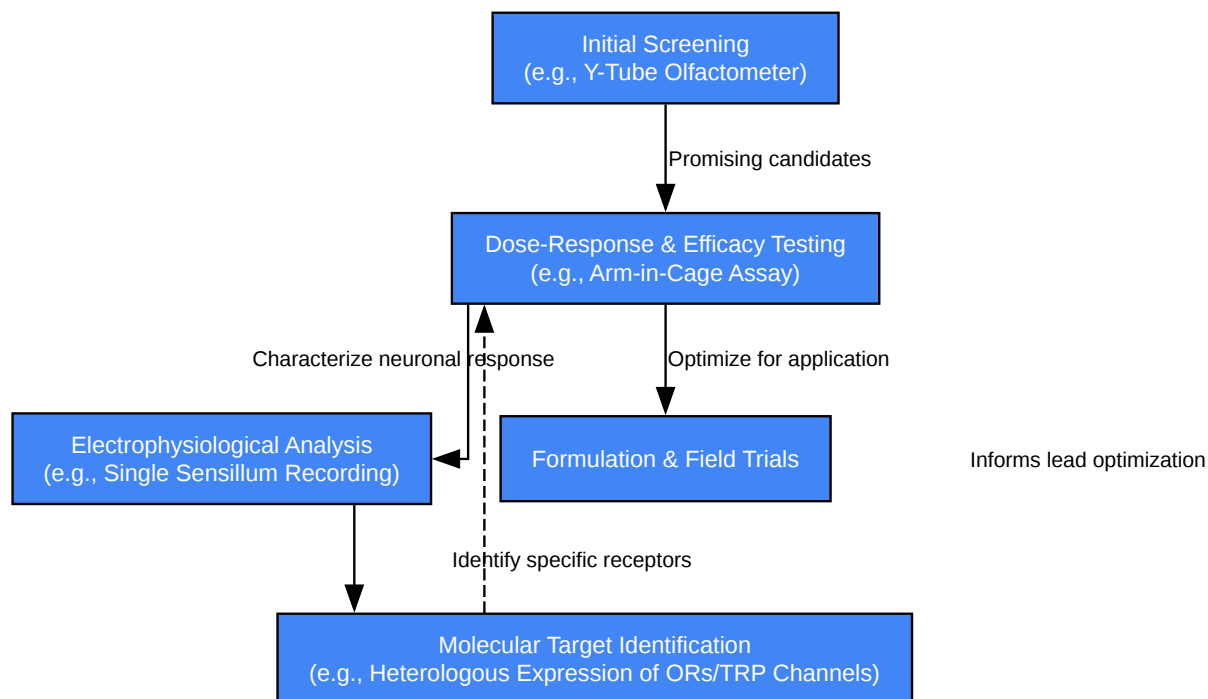 Initial Screening
(e.g., Y-Tube Olfactometer)
Promising candidates
Dose-Response & Efficacy Testing
(e.g., Arm-in-Cage Assay)
Characterize neuronal response
Optimize for application
Electrophysiological Analysis
(e.g., Single Sensillum Recording)
Formulation & Field Trials
Informs lead optimization
Identify specific receptors
Molecular Target Identification
(e.g., Heterologous Expression of ORs/TRP Channels)